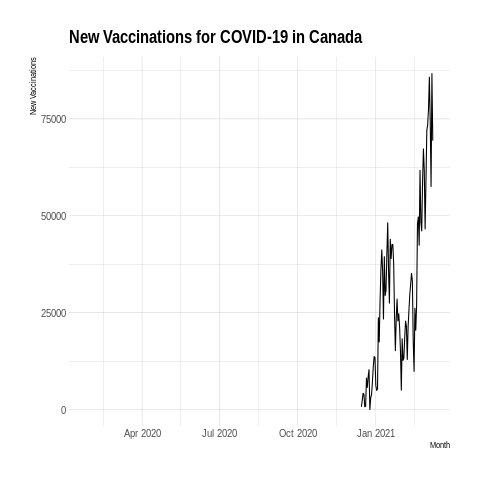 New Vaccinations for COVID-19 in Canada
New Vaccinations
75000
50000
25000
0
Apr 2020
Jul 2020
Oct 2020
Jan 2021
Month